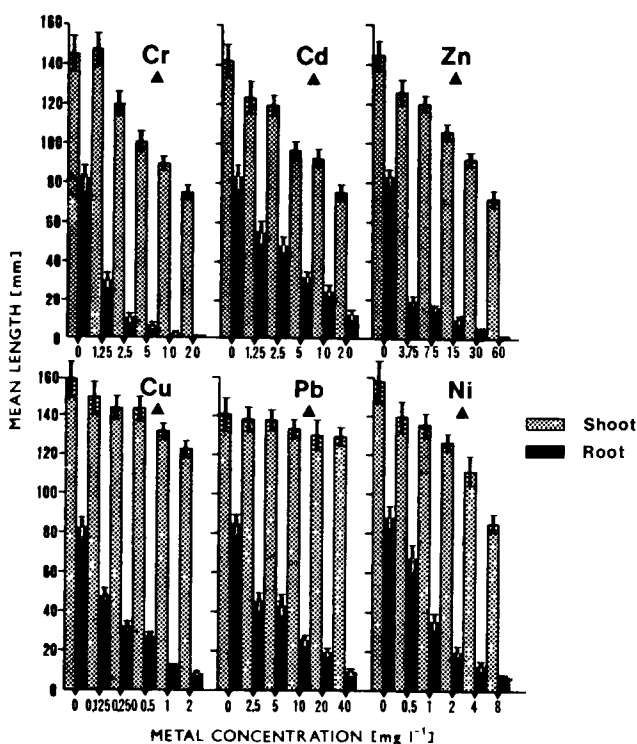 Cr
Cd
Zn
160
140
120
100
80
60
40
20
0
0 1.25 2.5 5 10 20
0 1.25 2.5 5 10 20
0 3.75 7.5 15 30 60
MEAN LENGTH [mm]
Cu
Pb
Ni
160
140
120
100
80
60
40
20
0
0 0.125 0.250 0.5 1 2
0 2.5 5 10 20 40
0 0.5 1 2 4 8
Shoot
Root
METAL CONCENTRATION [mg l⁻¹]